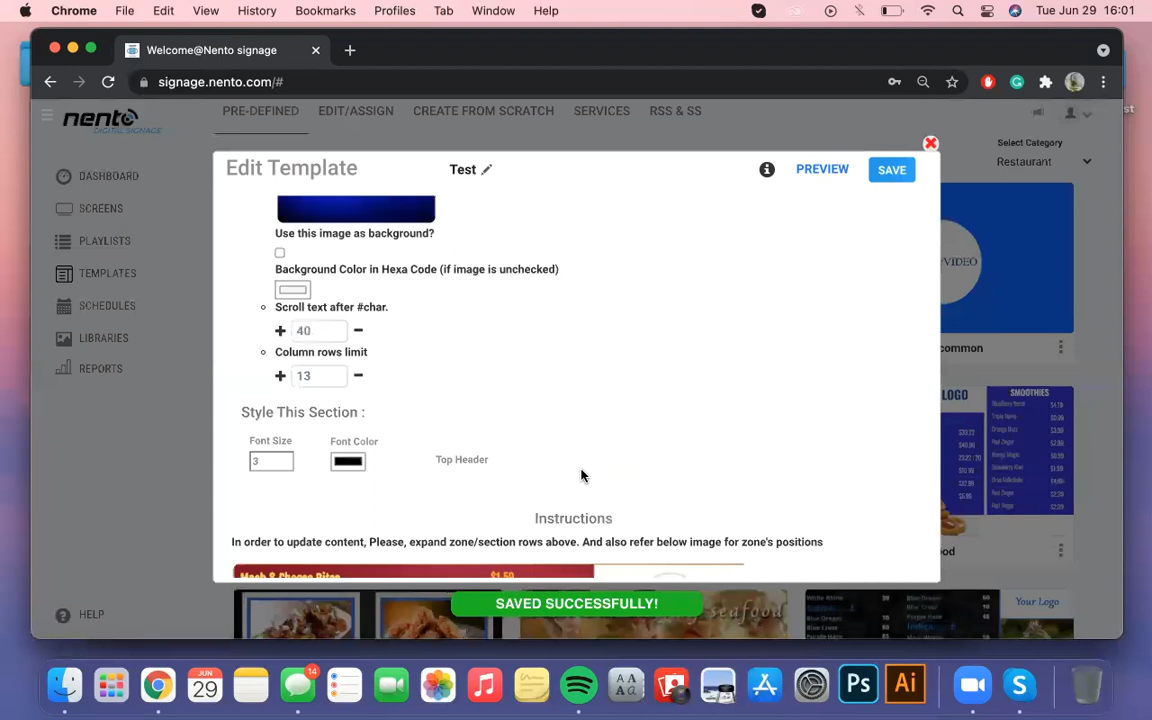 Chrome File Edit View History Bookmarks Profiles Tab Window Help Tue Jun 29 16:01
Welcome@Nento signage
signage.nento.com/#
nento
DIGITAL SIGNAGE
PRE-DEFINED EDIT/ASSIGN CREATE FROM SCRATCH SERVICES RSS & SS
Select Category
Restaurant
DASHBOARD
SCREENS
PLAYLISTS
TEMPLATES
SCHEDULES
LIBRARIES
REPORTS
HELP
Edit Template Test PREVIEW SAVE
Use this image as background?
Background Color in Hexa Code (if image is unchecked)
Scroll text after #char.
+ 40 -
Column rows limit
+ 13 -
Style This Section :
Font Size Font Color
3 Top Header
Instructions
In order to update content, Please, expand zone/section rows above. And also refer below image for zone's positions
SAVED SUCCESSFULLY!
VIDEO
common
LOGO SMOOTHIES
ood
seafood
Your Logo
14
JUN
29
Ps
Ai